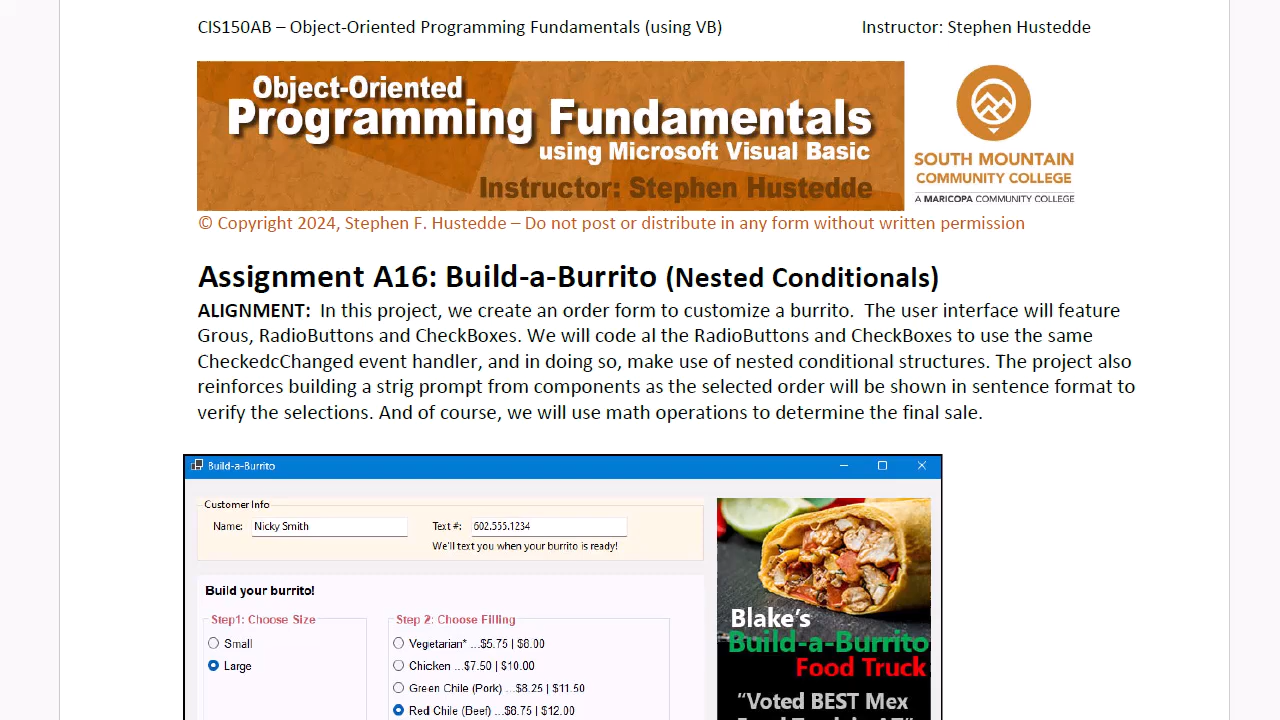 CIS150AB – Object-Oriented Programming Fundamentals (using VB) Instructor: Stephen Hustedde
Object-Oriented
Programming Fundamentals
using Microsoft Visual Basic
Instructor: Stephen Hustedde
SOUTH MOUNTAIN
COMMUNITY COLLEGE
A MARICOPA COMMUNITY COLLEGE
© Copyright 2024, Stephen F. Hustedde – Do not post or distribute in any form without written permission
Assignment A16: Build-a-Burrito (Nested Conditionals)
ALIGNMENT: In this project, we create an order form to customize a burrito. The user interface will feature
Grous, RadioButtons and CheckBoxes. We will code al the RadioButtons and CheckBoxes to use the same
CheckedcChanged event handler, and in doing so, make use of nested conditional structures. The project also
reinforces building a strig prompt from components as the selected order will be shown in sentence format to
verify the selections. And of course, we will use math operations to determine the final sale.
Build-a-Burrito
Customer Info
Name: Nicky Smith Text #: 602.555.1234
We'll text you when your burrito is ready!
Build your burrito!
Step1: Choose Size Step 2: Choose Filling
Small Vegetarian* ...$5.75 | $8.00
Large Chicken ...$7.50 | $10.00
Green Chile (Pork) ...$8.25 | $11.50
Red Chile (Beef) ...$8.75 | $12.00
Blake's
Build-a-Burrito
Food Truck
“Voted BEST Mex